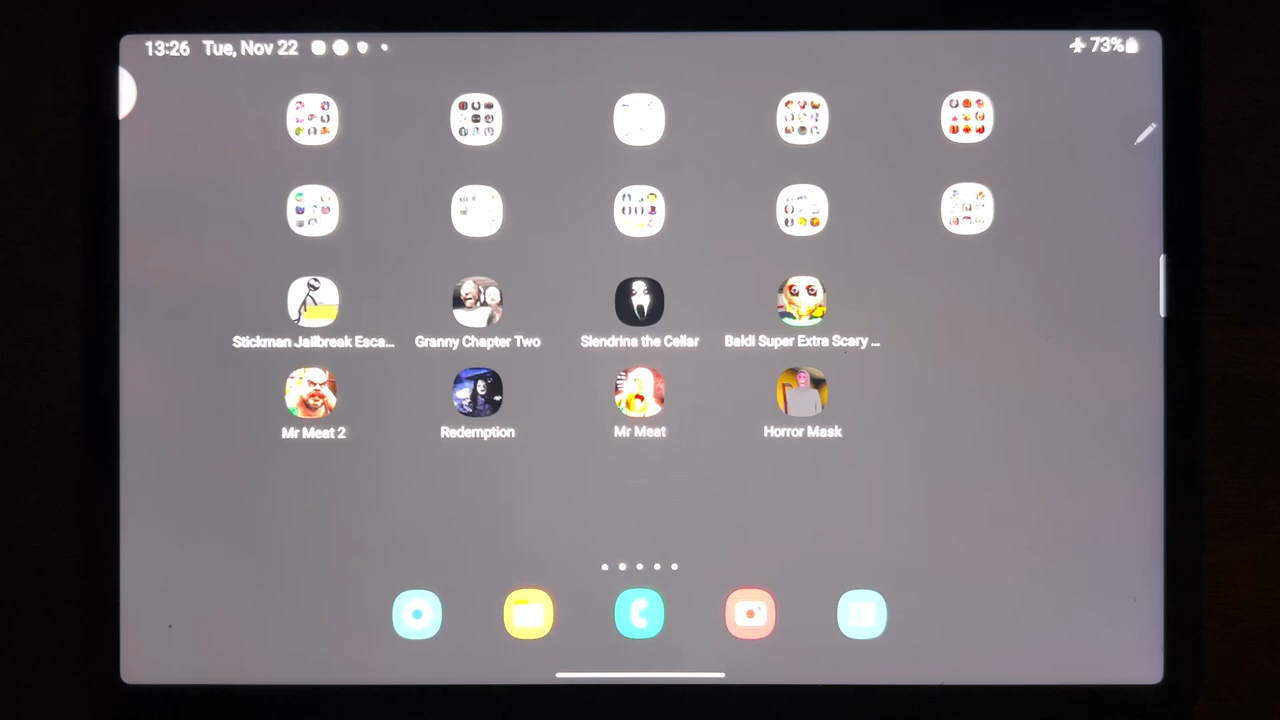 13:26 Tue, Nov 22
73%
Stickman Jailbreak Esca...
Granny Chapter Two
Slendrina the Cellar
Baldi Super Extra Scary ...
Mr Meat 2
Redemption
Mr Meat
Horror Mask